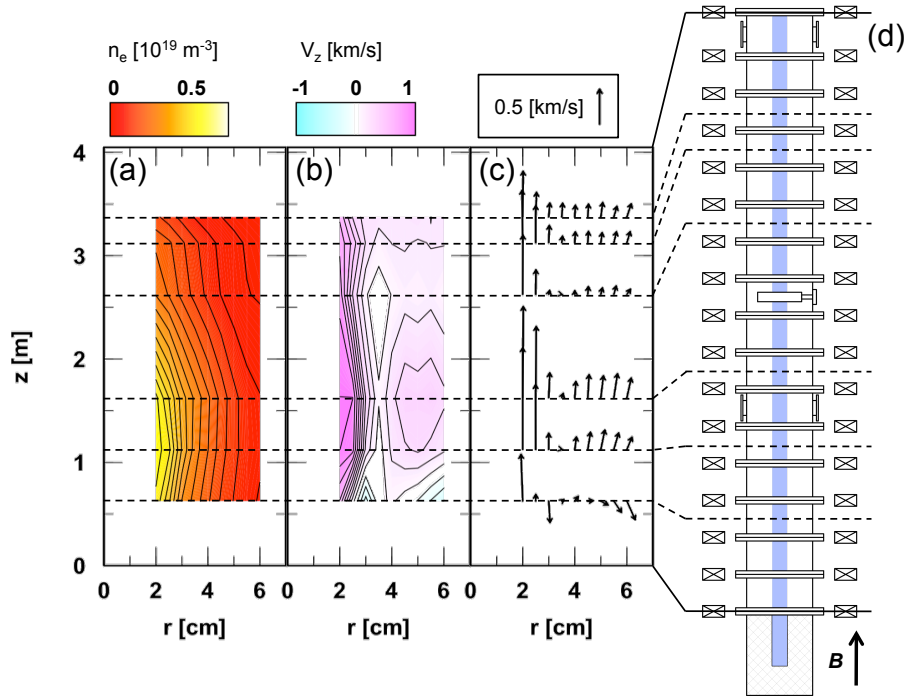 n_e [10^19 m^-3]
0 0.5
V_z [km/s]
-1 0 1
0.5 [km/s]
(a)
(b)
(c)
(d)
4
3
2
1
0
z [m]
0 2 4 6
0 2 4 6
0 2 4 6
r [cm]
r [cm]
r [cm]
B